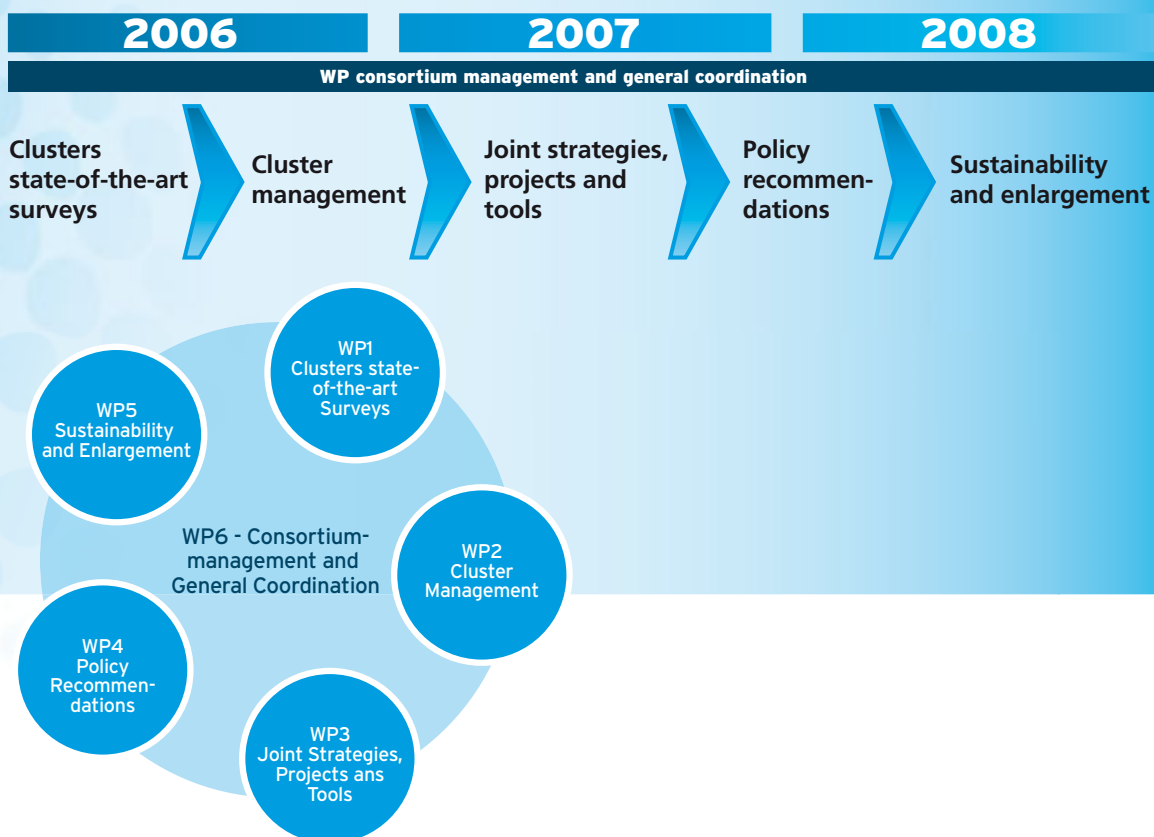 2006 2007 2008
WP consortium management and general coordination
Clusters
state-of-the-art
surveys
Cluster
management
Joint strategies,
projects and
tools
Policy
recommen-
dations
Sustainability
and enlargement
WP1
Clusters state-
of-the-art
Surveys
WP5
Sustainability
and Enlargement
WP6 - Consortium-
management and
General Coordination
WP2
Cluster
Management
WP4
Policy
Recommen-
dations
WP3
Joint Strategies,
Projects ans
Tools